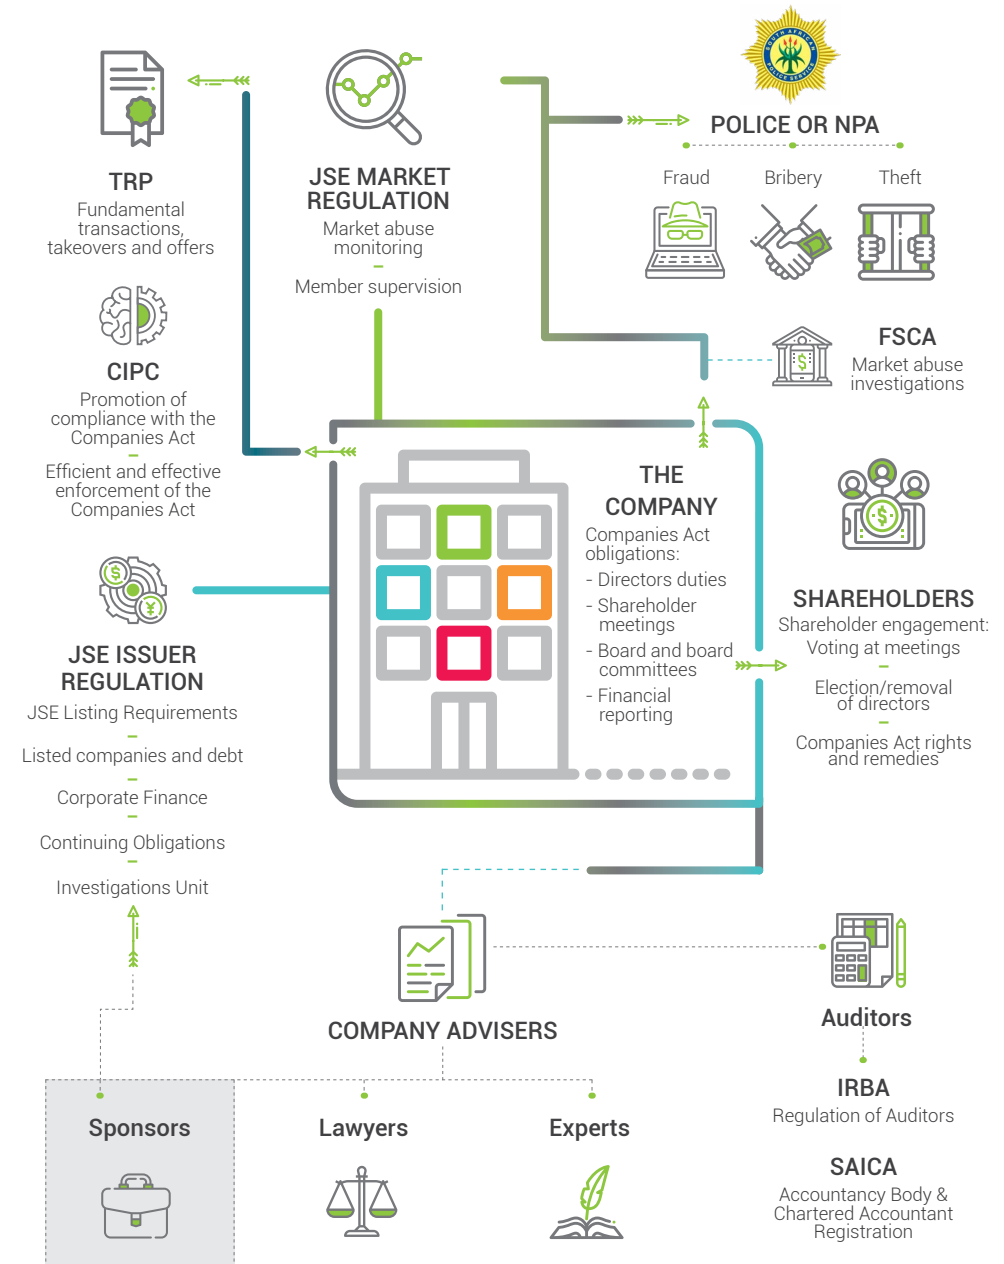 SOUTH AFRICAN
POLICE SERVICE
POLICE OR NPA
Fraud
Bribery
Theft
TRP
Fundamental
transactions,
takeovers and offers
JSE MARKET
REGULATION
Market abuse
monitoring
Member supervision
CIPC
Promotion of
compliance with the
Companies Act
Efficient and effective
enforcement of the
Companies Act
$
FSCA
Market abuse
investigations
THE
COMPANY
Companies Act
obligations:
- Directors duties
- Shareholder
meetings
- Board and board
committees
- Financial
reporting
$
SHAREHOLDERS
Shareholder engagement:
Voting at meetings
Election/removal
of directors
Companies Act rights
and remedies
$
¥
JSE ISSUER
REGULATION
JSE Listing Requirements
Listed companies and debt
Corporate Finance
Continuing Obligations
Investigations Unit
COMPANY ADVISERS
Sponsors
Lawyers
Experts
Auditors
IRBA
Regulation of Auditors
SAICA
Accountancy Body &
Chartered Accountant
Registration